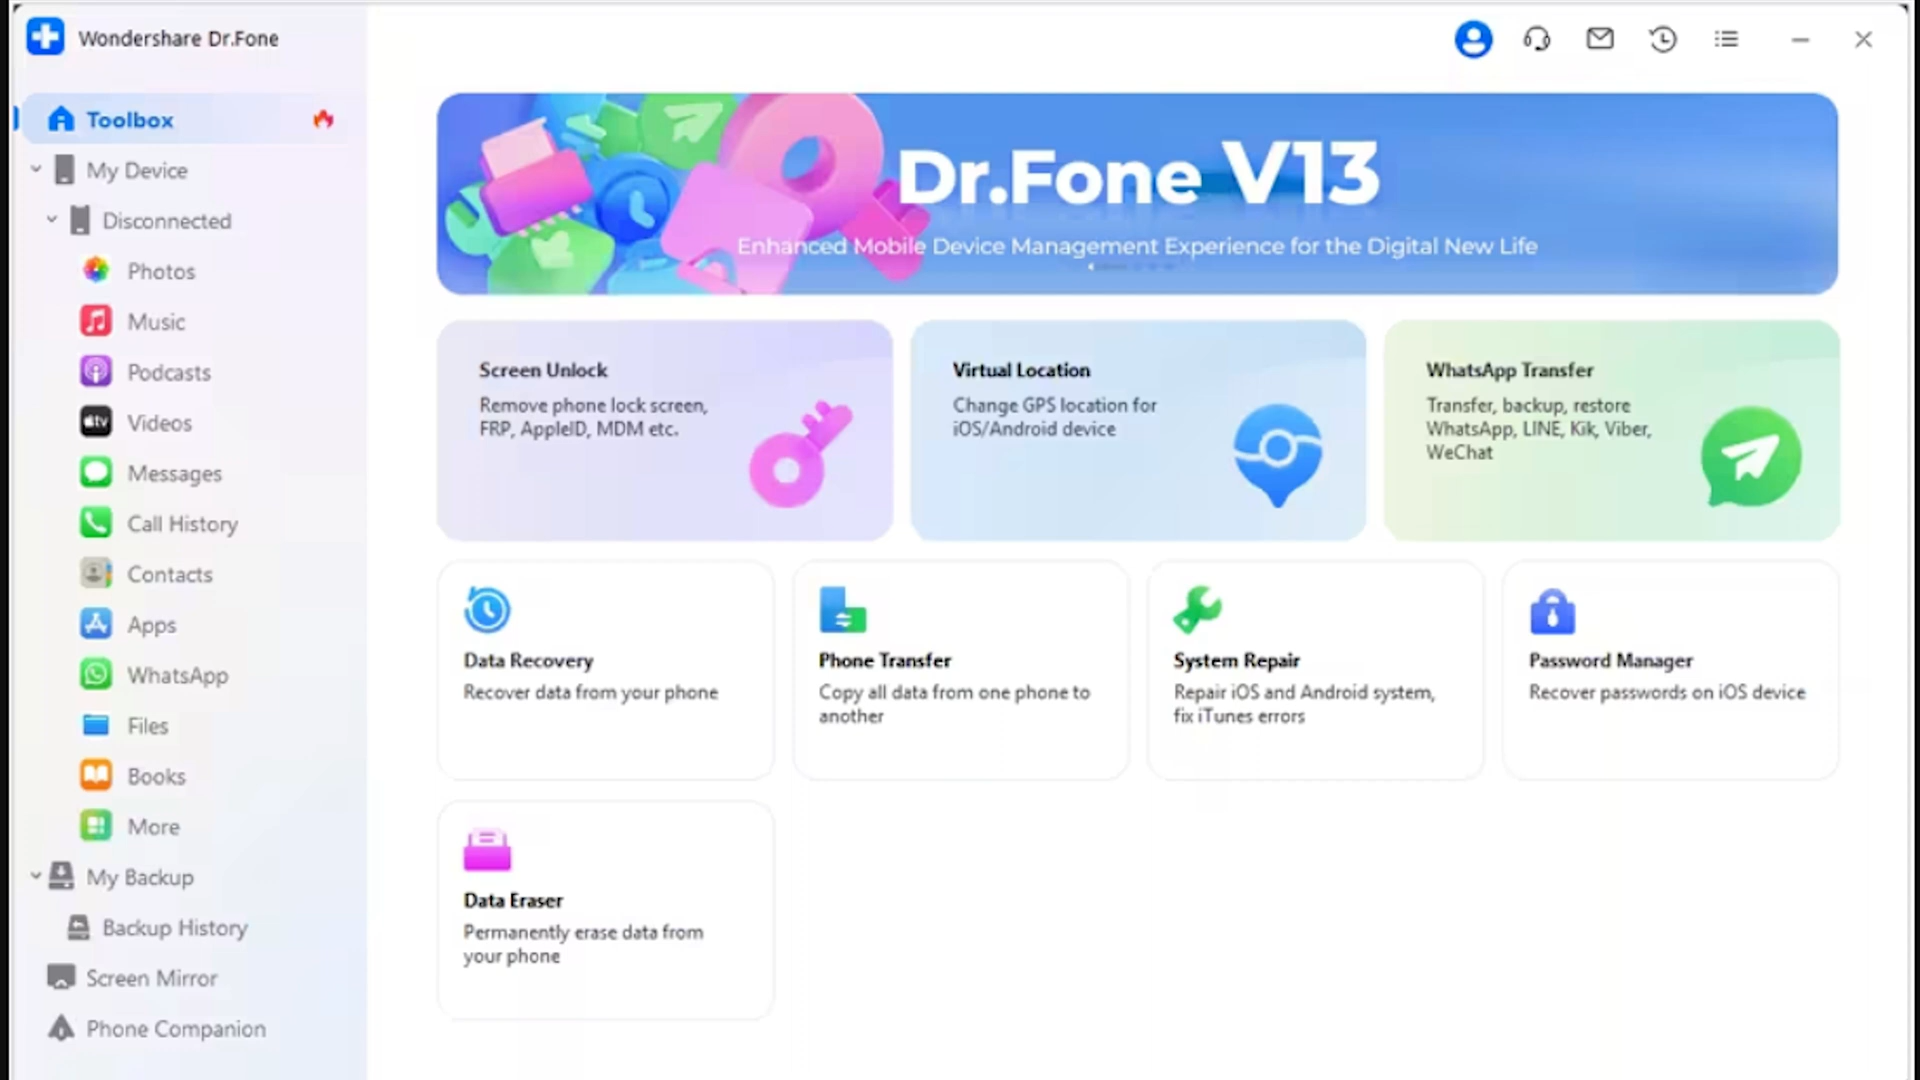 Wondershare Dr.Fone
Toolbox
My Device
Disconnected
Photos
Music
Podcasts
tv
Videos
Messages
Call History
Contacts
Apps
WhatsApp
Files
Books
More
My Backup
Backup History
Screen Mirror
Phone Companion
Dr.Fone V13
Enhanced Mobile Device Management Experience for the Digital New Life
Screen Unlock
Remove phone lock screen,
FRP, AppleID, MDM etc.
Virtual Location
Change GPS location for
iOS/Android device
WhatsApp Transfer
Transfer, backup, restore
WhatsApp, LINE, Kik, Viber,
WeChat
Data Recovery
Recover data from your phone
Phone Transfer
Copy all data from one phone to
another
System Repair
Repair iOS and Android system,
fix iTunes errors
Password Manager
Recover passwords on iOS device
Data Eraser
Permanently erase data from
your phone